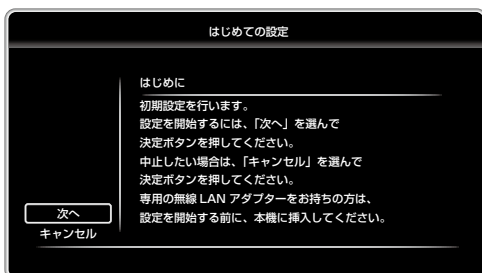 はじめての設定
はじめに
初期設定を行います。
設定を開始するには、「次へ」を選んで
決定ボタンを押してください。
中止したい場合は、「キャンセル」を選んで
決定ボタンを押してください。
専用の無線 LAN アダプターをお持ちの方は、
設定を開始する前に、本機に挿入してください。
次へ
キャンセル